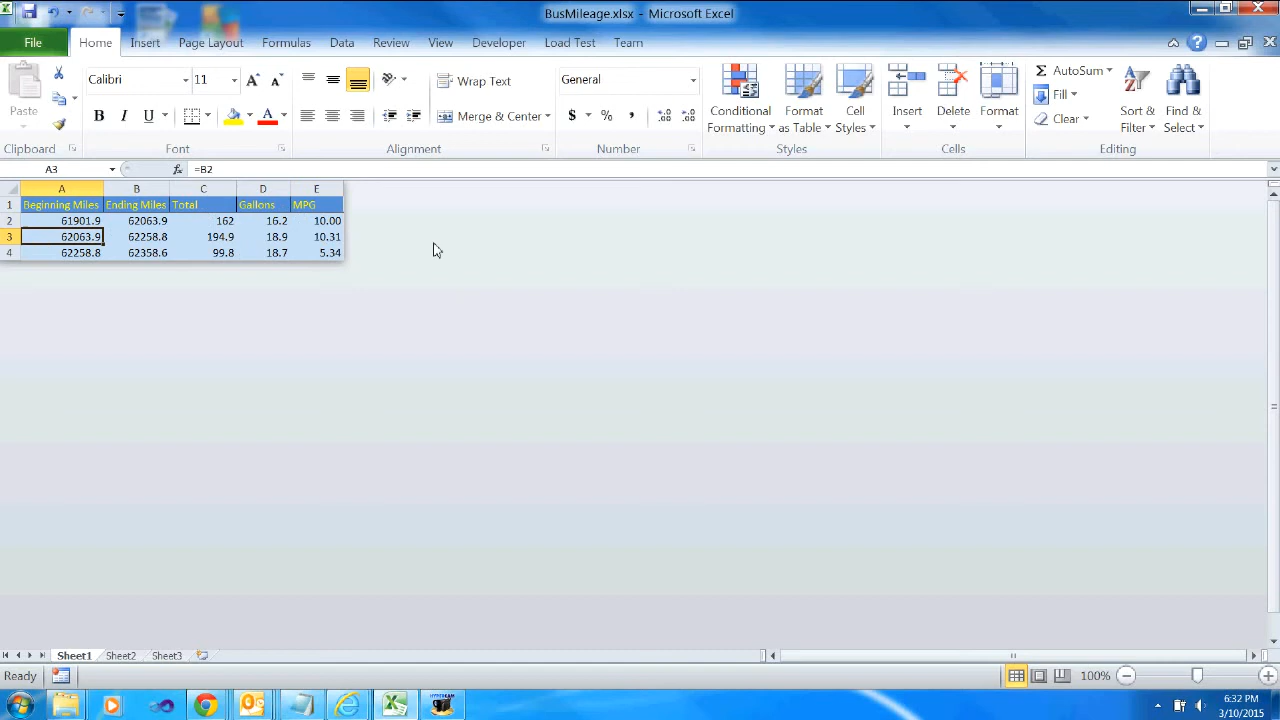 BusMileage.xlsx - Microsoft Excel
File Home Insert Page Layout Formulas Data Review View Developer Load Test Team
Paste Calibri 11 Wrap Text General Conditional Formatting Format as Table Cell Styles Insert Delete Format AutoSum Sort & Filter Find & Select
B I U A Merge & Center $ % , Fill
Clear
Clipboard Font Alignment Number Styles Cells Editing
A3 fx =B2
A B C D E
1 Beginning Miles Ending Miles Total Gallons MPG
2 61901.9 62063.9 162 16.2 10.00
3 62063.9 62258.8 194.9 18.9 10.31
4 62258.8 62358.6 99.8 18.7 5.34
Sheet1 Sheet2 Sheet3
Ready 100%
6:32 PM
3/10/2015